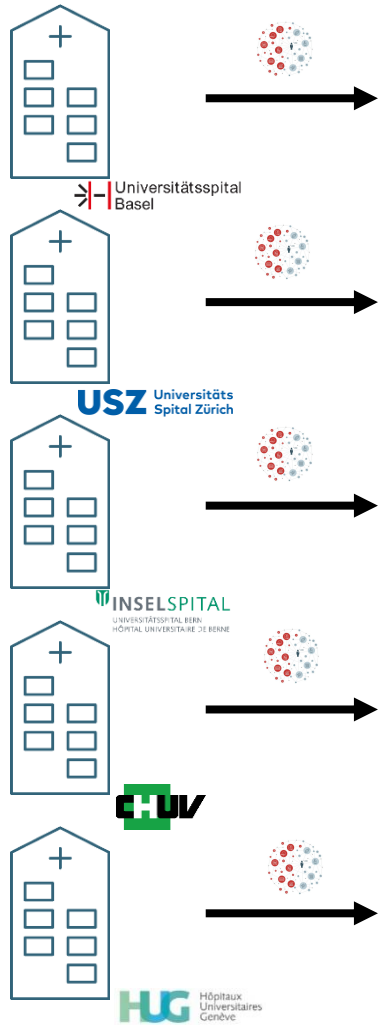 Universitätsspital
Basel
USZ Universitäts
Spital Zürich
INSELSPITAL
UNIVERSITÄTSSPITAL BERN
HÔPITAL UNIVERSITAIRE DE BERNE
CHUV
HUG Hôpitaux
Universitaires
Genève